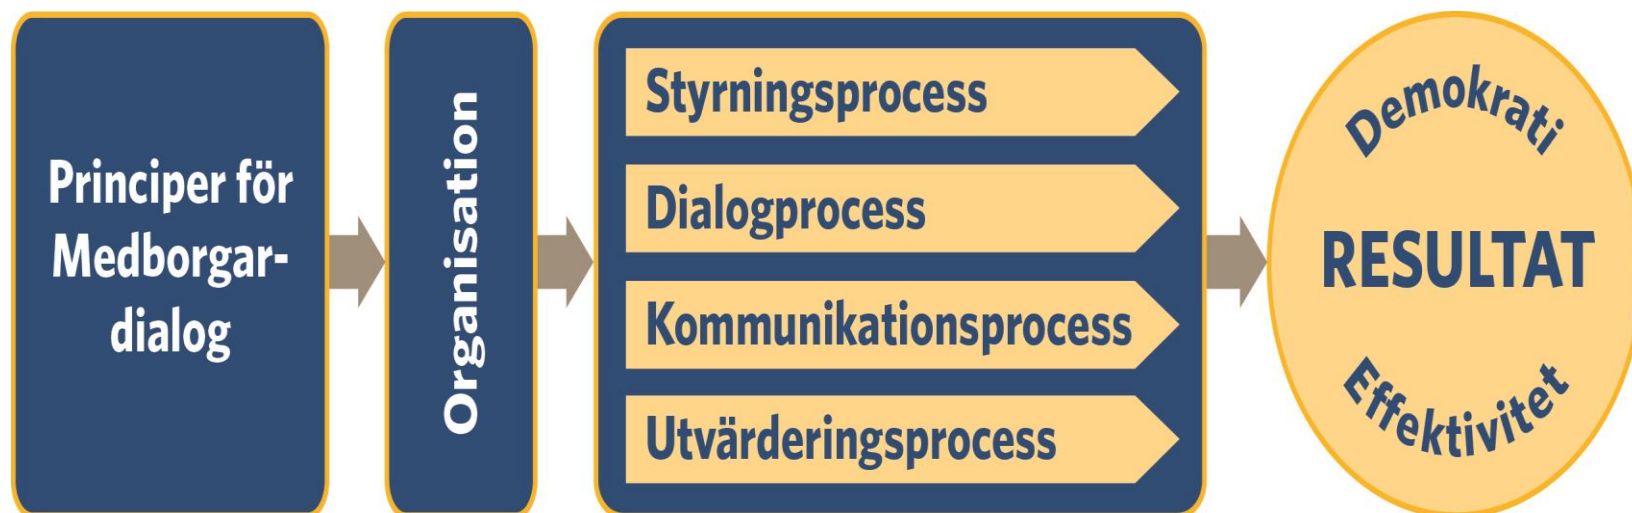 Principer för
Medborgar-
dialog
Organisation
Styrningsprocess
Dialogprocess
Kommunikationsprocess
Utvärderingsprocess
Demokrati
RESULTAT
Effektivitet